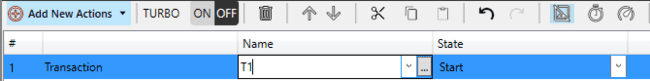 Add New Actions TURBO ON OFF
# Name State
1 Transaction T1 ... Start